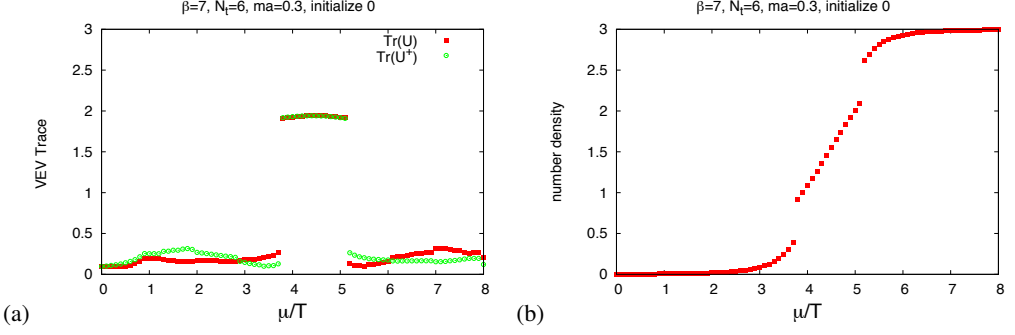 β=7, Nt=6, ma=0.3, initialize 0
3
2.5
2
1.5
1
0.5
0
VEV Trace
Tr(U)
Tr(U+)
0 1 2 3 4 5 6 7 8
μ/T
(a)
β=7, Nt=6, ma=0.3, initialize 0
3
2.5
2
1.5
1
0.5
0
number density
0 1 2 3 4 5 6 7 8
μ/T
(b)